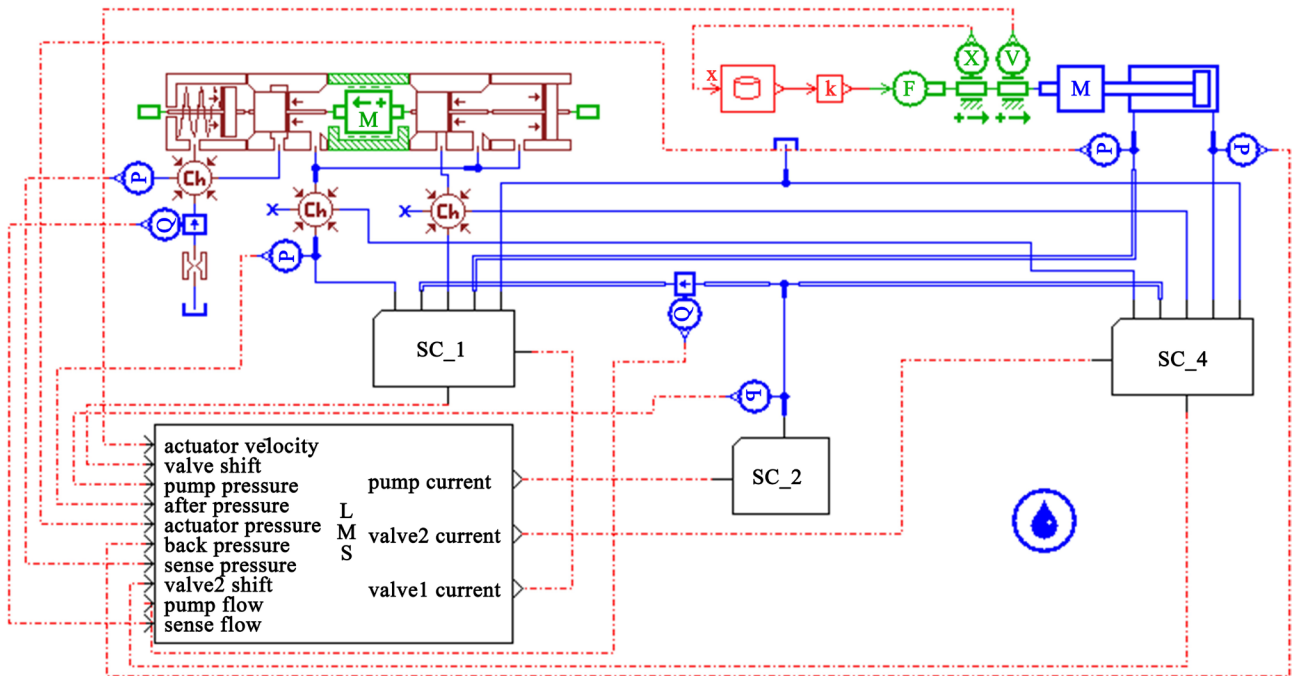 X
V
x
k
F
M
M
P
P
P
Ch
Ch
Ch
x
x
Q
P
Q
P
SC_1
SC_4
SC_2
actuator velocity
valve shift
pump pressure
after pressure
actuator pressure
back pressure
sense pressure
valve2 shift
pump flow
sense flow
L
M
S
pump current
valve2 current
valve1 current